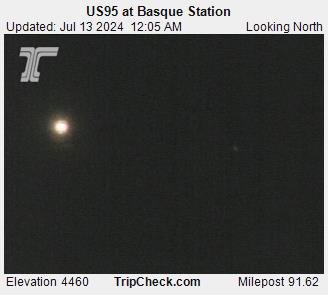 US95 at Basque Station
Updated: Jul 13 2024 12:05 AM Looking North
Elevation 4460 TripCheck.com Milepost 91.62